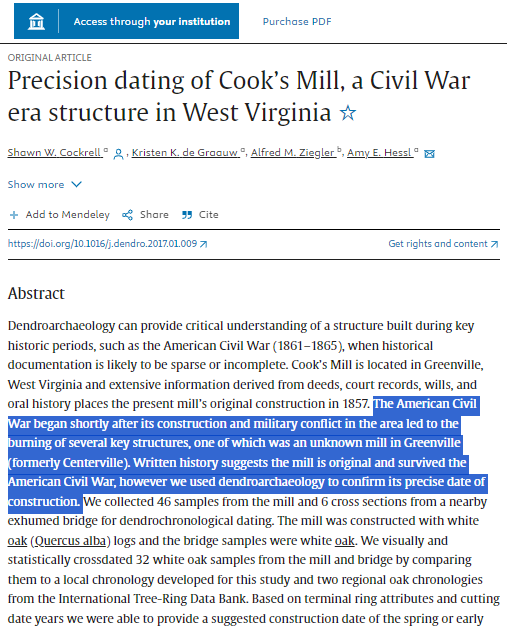 Access through your institution
Purchase PDF
ORIGINAL ARTICLE
Precision dating of Cook's Mill, a Civil War
era structure in West Virginia ☆
Shawn W. Cockrell a, Kristen K. de Graauw a, Alfred M. Ziegler b, Amy E. Hessl a
Show more
+ Add to Mendeley Share Cite
https://doi.org/10.1016/j.dendro.2017.01.009 Get rights and content
Abstract
Dendroarchaeology can provide critical understanding of a structure built during key
historic periods, such as the American Civil War (1861–1865), when historical
documentation is likely to be sparse or incomplete. Cook's Mill is located in Greenville,
West Virginia and extensive information derived from deeds, court records, wills, and
oral history places the present mill's original construction in 1857. The American Civil
War began shortly after its construction and military conflict in the area led to the
burning of several key structures, one of which was an unknown mill in Greenville
(formerly Centerville). Written history suggests the mill is original and survived the
American Civil War, however we used dendroarchaeology to confirm its precise date of
construction. We collected 46 samples from the mill and 6 cross sections from a nearby
exhumed bridge for dendrochronological dating. The mill was constructed with white
oak (Quercus alba) logs and the bridge samples were white oak. We visually and
statistically crossdated 32 white oak samples from the mill and bridge by comparing
them to a local chronology developed for this study and two regional oak chronologies
from the International Tree-Ring Data Bank. Based on terminal ring attributes and cutting
date years we were able to provide a suggested construction date of the spring or early